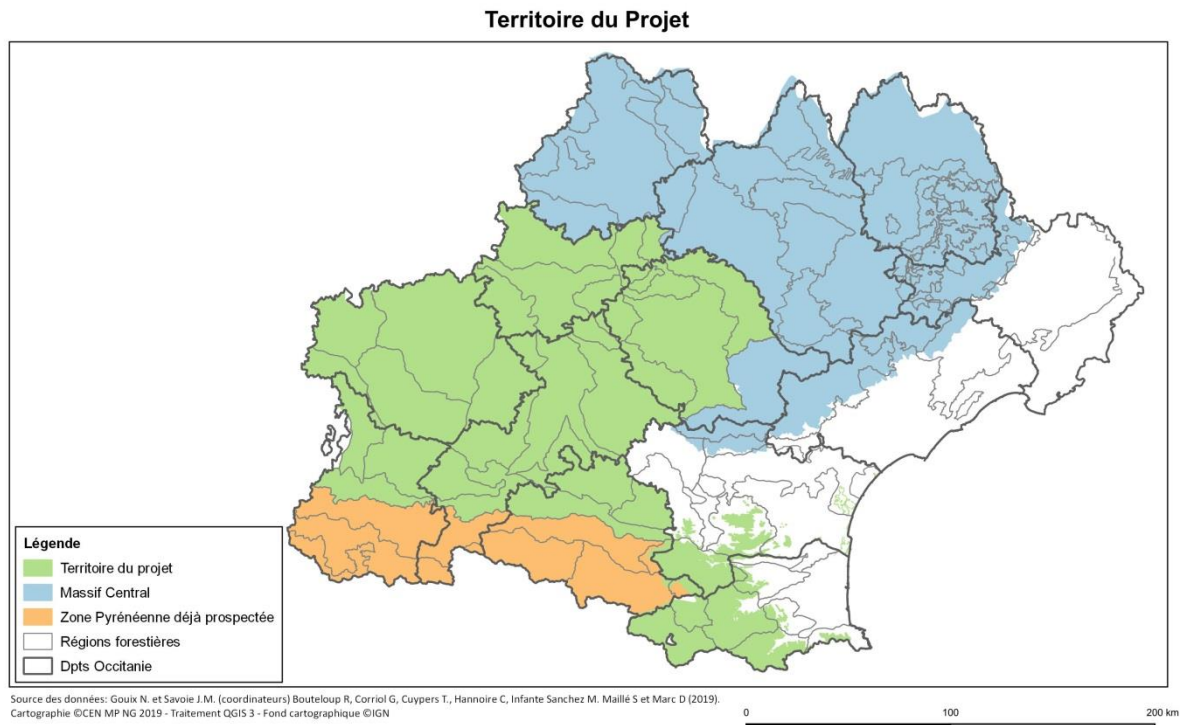 Territoire du Projet
Légende
Territoire du projet
Massif Central
Zone Pyrénéenne déjà prospectée
Régions forestières
Dpts Occitanie
Source des données: Gouix N. et Savoie J.M. (coordinateurs) Bouteloup R, Corriol G, Cuypers T., Hannoire C, Infante Sanchez M. Maillé S et Marc D (2019).
Cartographie ©CEN MP NG 2019 - Traitement QGIS 3 - Fond cartographique ©IGN
0 100 200 km